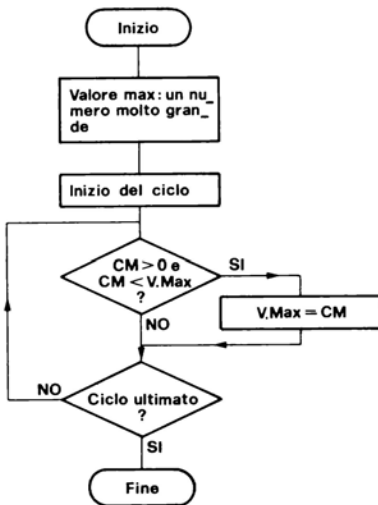 Inizio
Valore max: un nu_
mero molto gran_
de
Inizio del ciclo
CM > 0 e
CM < V.Max
?
SI
V.Max = CM
NO
NO
Ciclo ultimato
?
SI
Fine